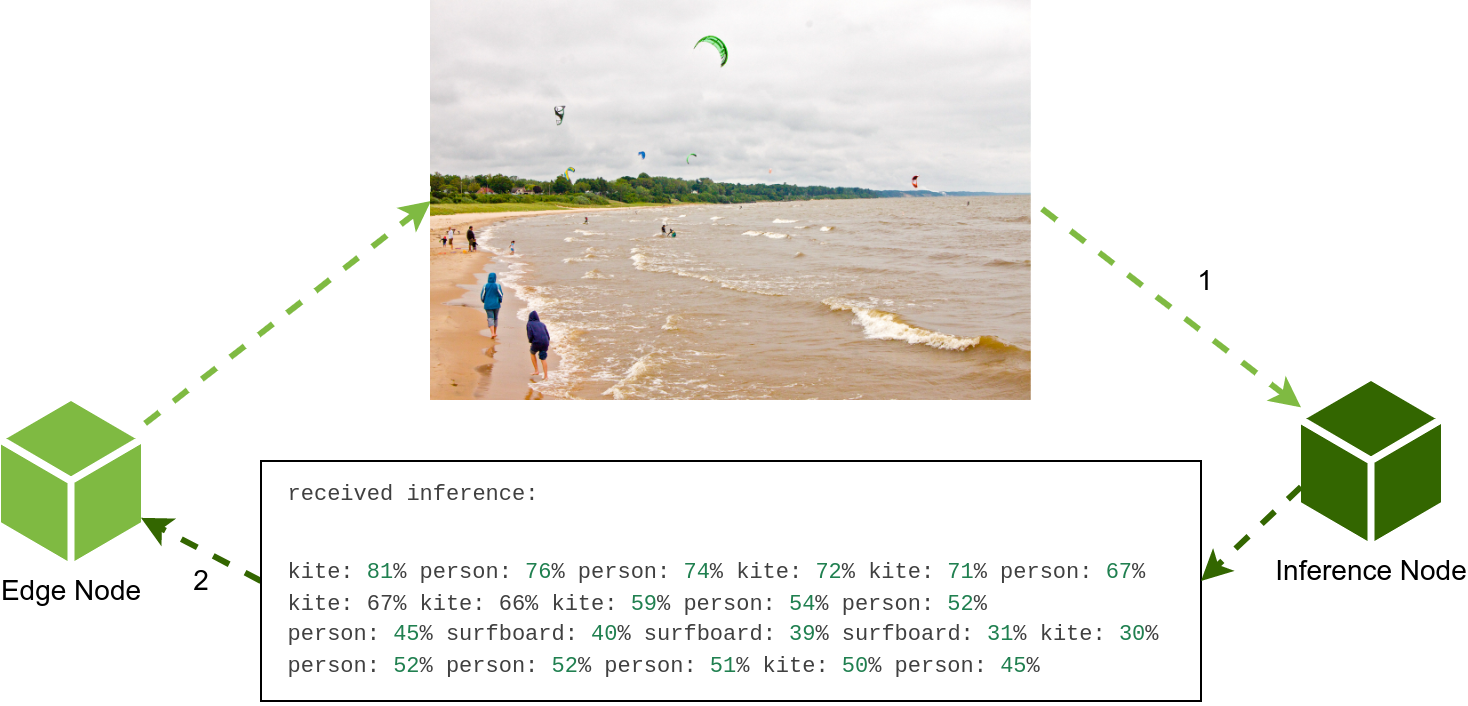 1
received inference:
kite: 81% person: 76% person: 74% kite: 72% kite: 71% person: 67%
kite: 67% kite: 66% kite: 59% person: 54% person: 52%
person: 45% surfboard: 40% surfboard: 39% surfboard: 31% kite: 30%
person: 52% person: 52% person: 51% kite: 50% person: 45%
2
Edge Node
Inference Node